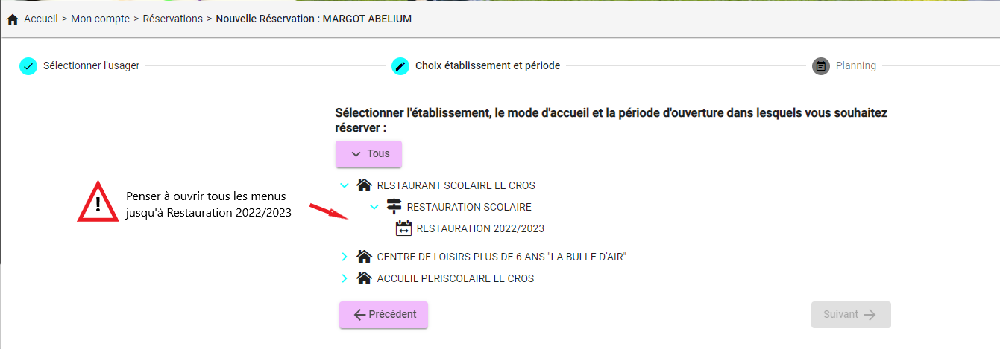 Accueil > Mon compte > Réservations > Nouvelle Réservation : MARGOT ABELIUM
Sélectionner l'usager
Choix établissement et période
Planning
Sélectionner l'établissement, le mode d'accueil et la période d'ouverture dans lesquels vous souhaitez
réserver :
Tous
RESTAURANT SCOLAIRE LE CROS
!
Penser à ouvrir tous les menus
jusqu'à Restauration 2022/2023
RESTAURATION SCOLAIRE
RESTAURATION 2022/2023
CENTRE DE LOISIRS PLUS DE 6 ANS "LA BULLE D'AIR"
ACCUEIL PERISCOLAIRE LE CROS
Précédent
Suivant